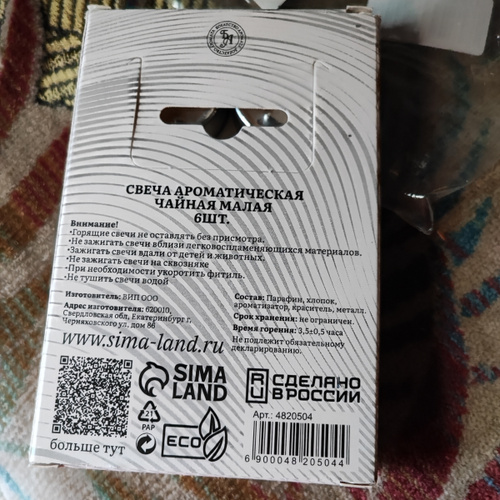 СВЕЧА АРОМАТИЧЕСКАЯ
ЧАЙНАЯ МАЛАЯ
6ШТ.
Внимание!
•Горящие свечи не оставлять без присмотра.
•Не зажигать свечи вблизи легковоспламеняющихся материалов.
•Зажигать свечи вдали от детей и животных.
•Не зажигать свечи на сквозняке
•При необходимости укоротить фитиль.
•Не тушить свечи водой
Изготовитель: ВИП ООО
Адрес изготовителя: 620010,
Свердловская обл, Екатеринбург г,
Черняховского ул, дом 86
www.sima-land.ru
Состав: Парафин, хлопок,
ароматизатор, краситель, металл.
Срок хранения: не ограничен.
Время горения: 3,5±0,5 часа
Не подлежит обязательному
декларированию.
больше тут
SIMA
LAND
21
PAP
ECO
RU
СДЕЛАНО
В РОССИИ
Арт.: 4820504
6 900048 205044